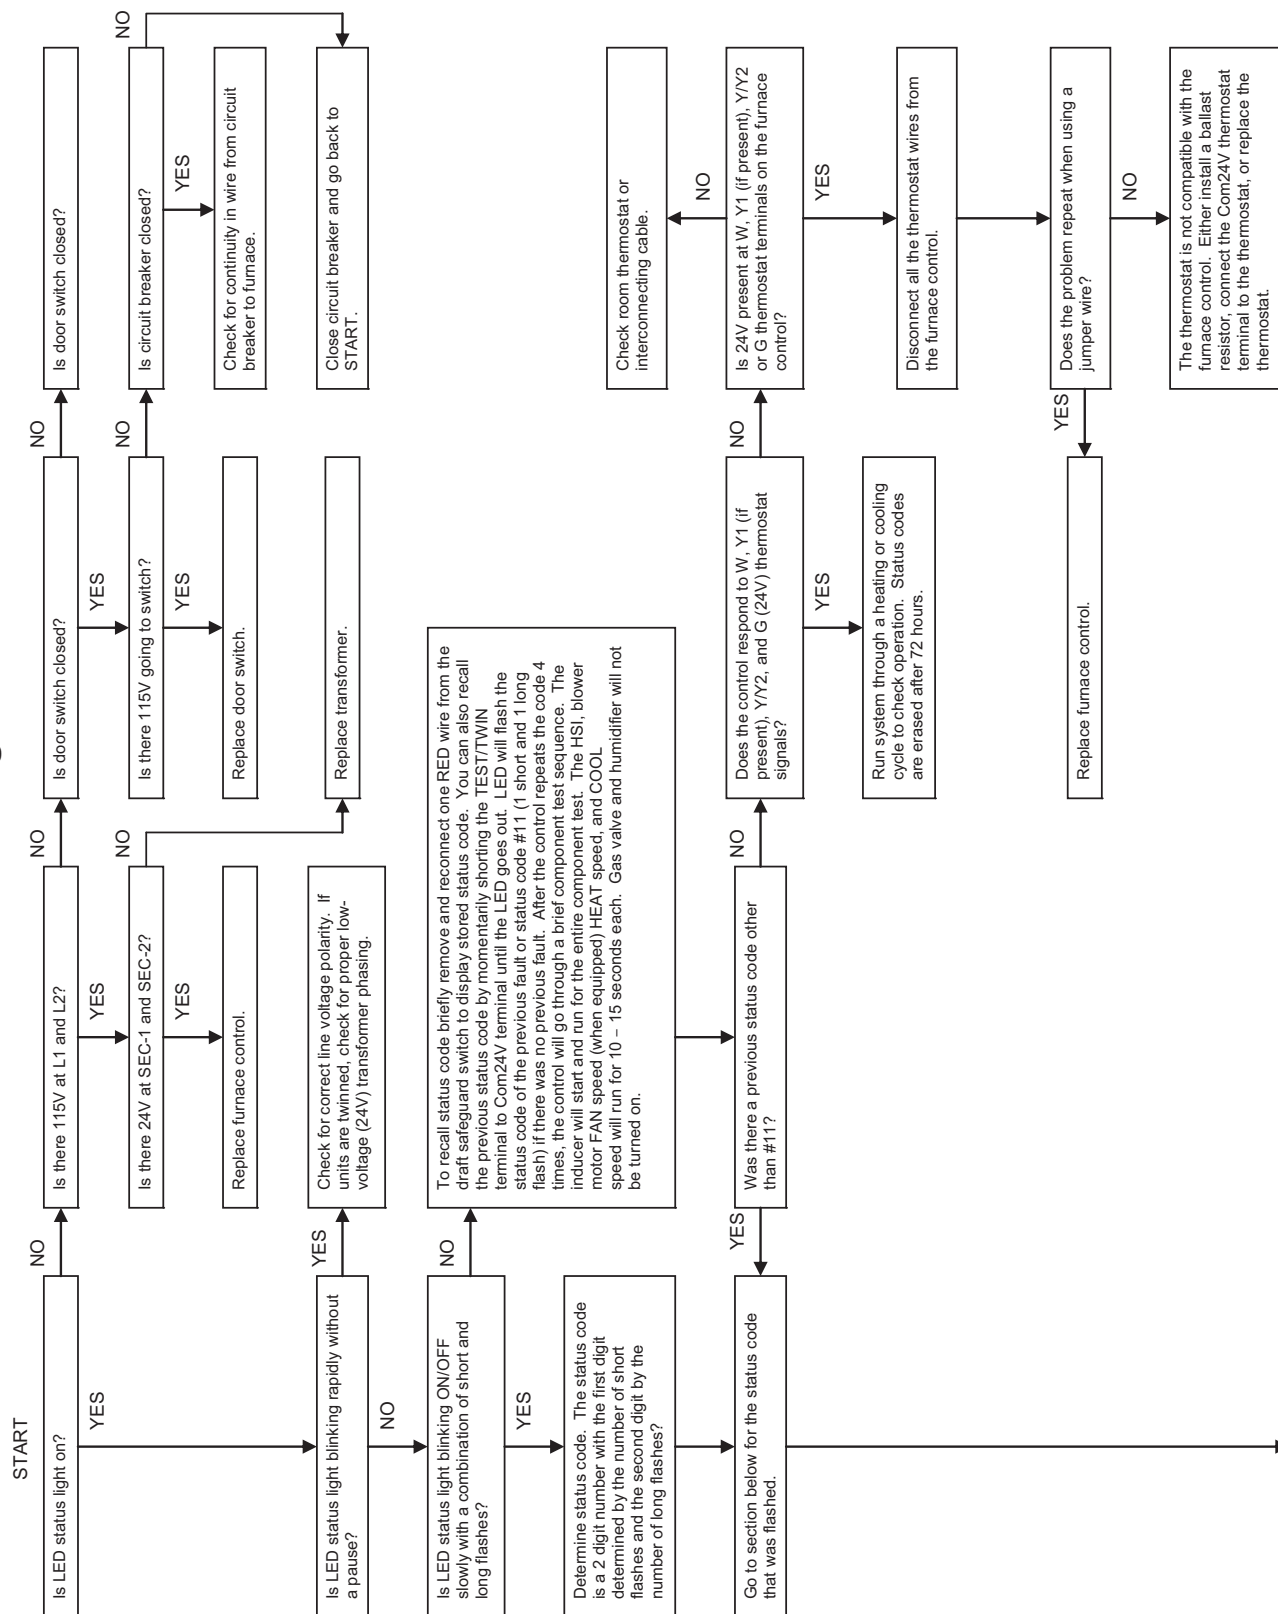 START
Is LED status light on?
NO
YES
Is there 115V at L1 and L2?
NO
YES
Is door switch closed?
NO
YES
Is door switch closed?
Is there 24V at SEC-1 and SEC-2?
NO
YES
Is there 115V going to switch?
NO
YES
Is circuit breaker closed?
NO
YES
Replace furnace control.
Replace door switch.
Check for continuity in wire from circuit
breaker to furnace.
Is LED status light blinking rapidly without
a pause?
YES
NO
Check for correct line voltage polarity. If
units are twinned, check for proper low-
voltage (24V) transformer phasing.
Replace transformer.
Close circuit breaker and go back to
START.
Is LED status light blinking ON/OFF
slowly with a combination of short and
long flashes?
NO
YES
To recall status code briefly remove and reconnect one RED wire from the
draft safeguard switch to display stored status code. You can also recall
the previous status code by momentarily shorting the TEST/TWIN
terminal to Com24V terminal until the LED goes out. LED will flash the
status code of the previous fault or status code #11 (1 short and 1 long
flash) if there was no previous fault. After the control repeats the code 4
times, the control will go through a brief component test sequence. The
inducer will start and run for the entire component test. The HSI, blower
motor FAN speed (when equipped) HEAT speed, and COOL
speed will run for 10 – 15 seconds each. Gas valve and humidifier will not
be turned on.
Determine status code. The status code
is a 2 digit number with the first digit
determined by the number of short
flashes and the second digit by the
number of long flashes?
Check room thermostat or
interconnecting cable.
Go to section below for the status code
that was flashed.
YES
Was there a previous status code other
than #11?
NO
Does the control respond to W, Y1 (if
present), Y/Y2, and G (24V) thermostat
signals?
NO
YES
Is 24V present at W, Y1 (if present), Y/Y2
or G thermostat terminals on the furnace
control?
NO
YES
Run system through a heating or cooling
cycle to check operation. Status codes
are erased after 72 hours.
Disconnect all the thermostat wires from
the furnace control.
Replace furnace control.
YES
Does the problem repeat when using a
jumper wire?
NO
The thermostat is not compatible with the
furnace control. Either install a ballast
resistor, connect the Com24V thermostat
terminal to the thermostat, or replace the
thermostat.